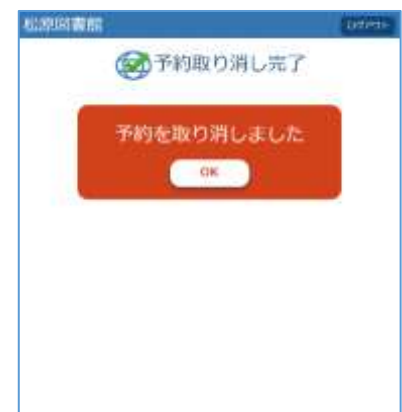 松原図書館
ログアウト
予約取り消し完了
予約を取り消しました
OK